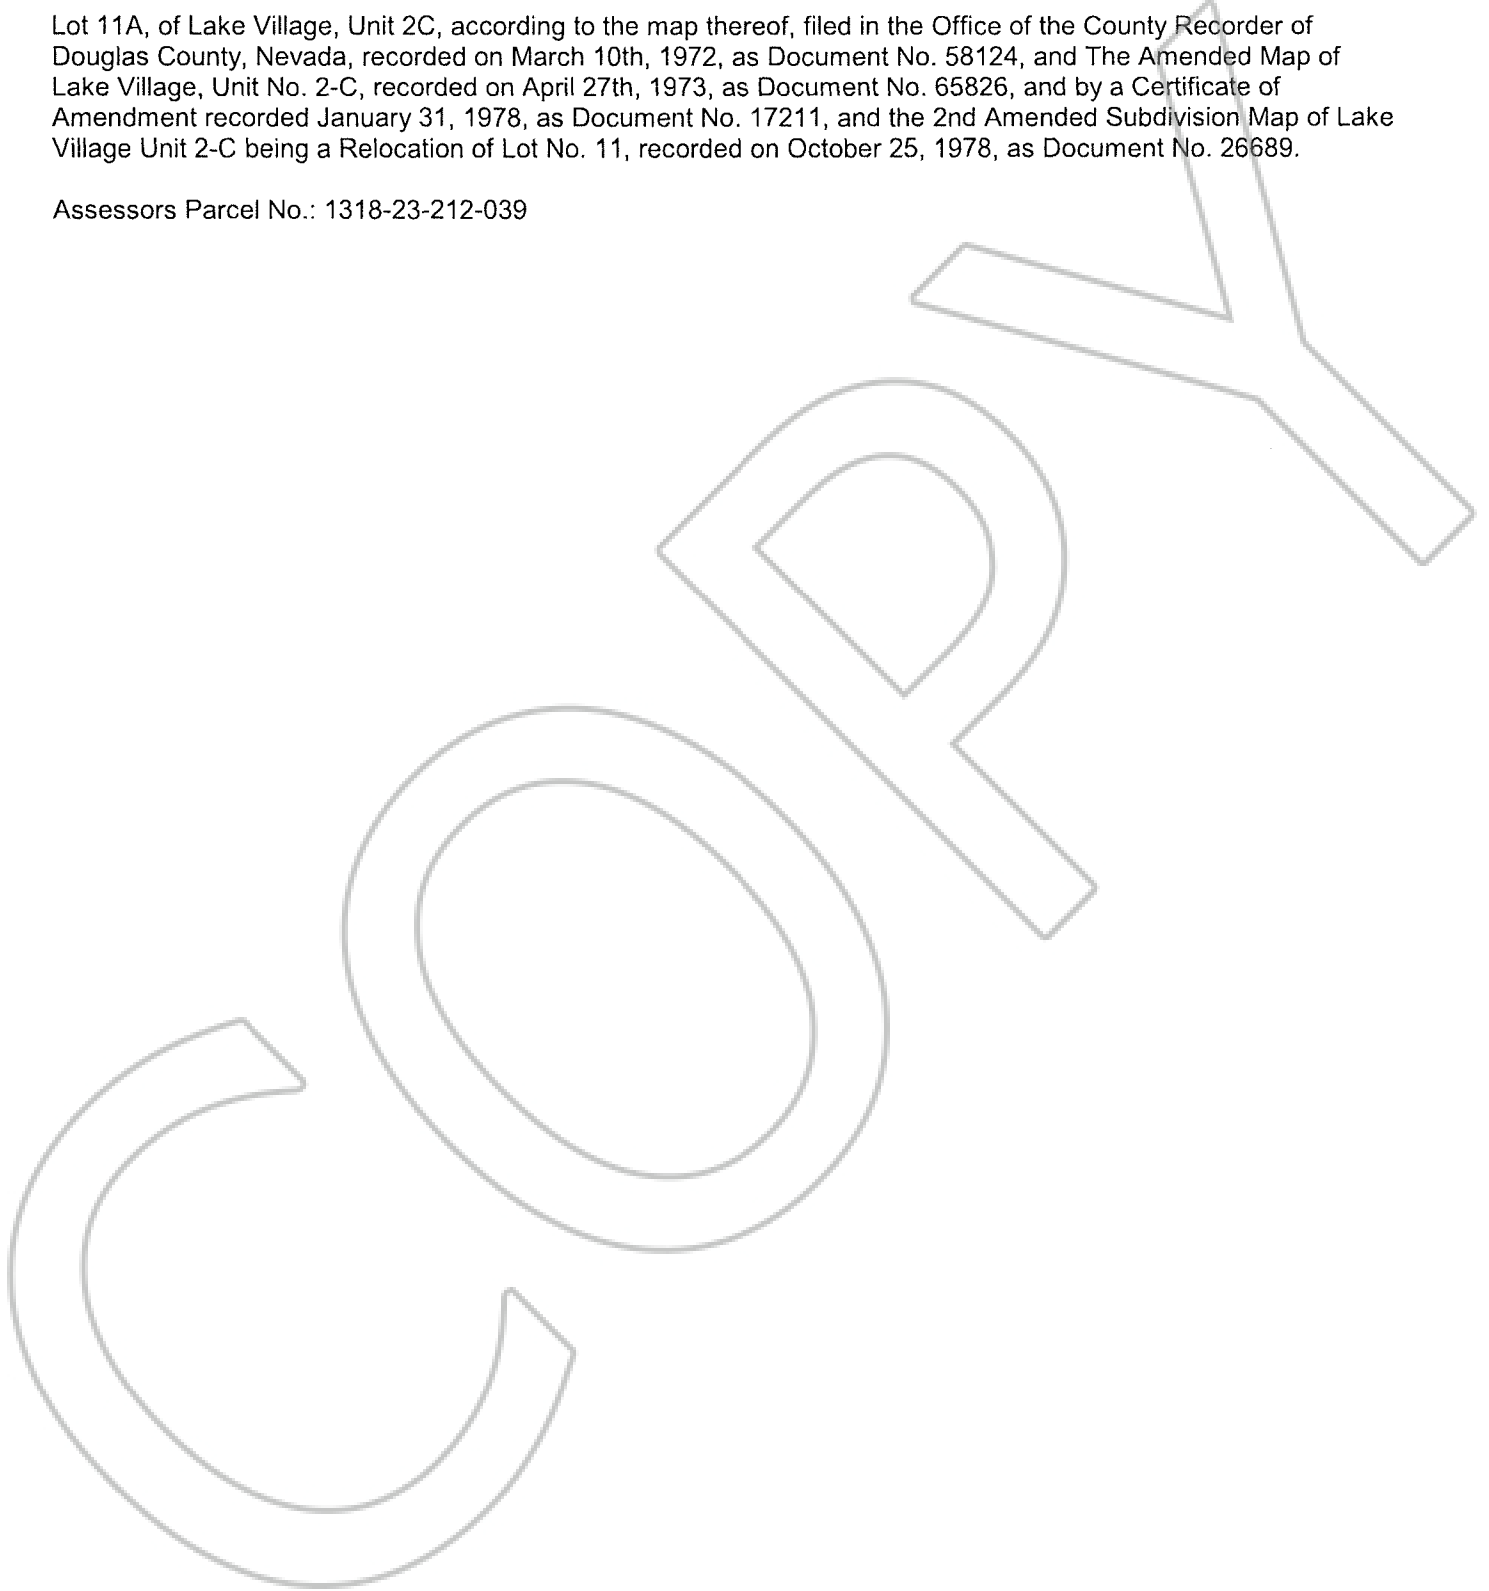 Lot 11A, of Lake Village, Unit 2C, according to the map thereof, filed in the Office of the County Recorder of
Douglas County, Nevada, recorded on March 10th, 1972, as Document No. 58124, and The Amended Map of
Lake Village, Unit No. 2-C, recorded on April 27th, 1973, as Document No. 65826, and by a Certificate of
Amendment recorded January 31, 1978, as Document No. 17211, and the 2nd Amended Subdivision Map of Lake
Village Unit 2-C being a Relocation of Lot No. 11, recorded on October 25, 1978, as Document No. 26689.
Assessors Parcel No.: 1318-23-212-039
COPY